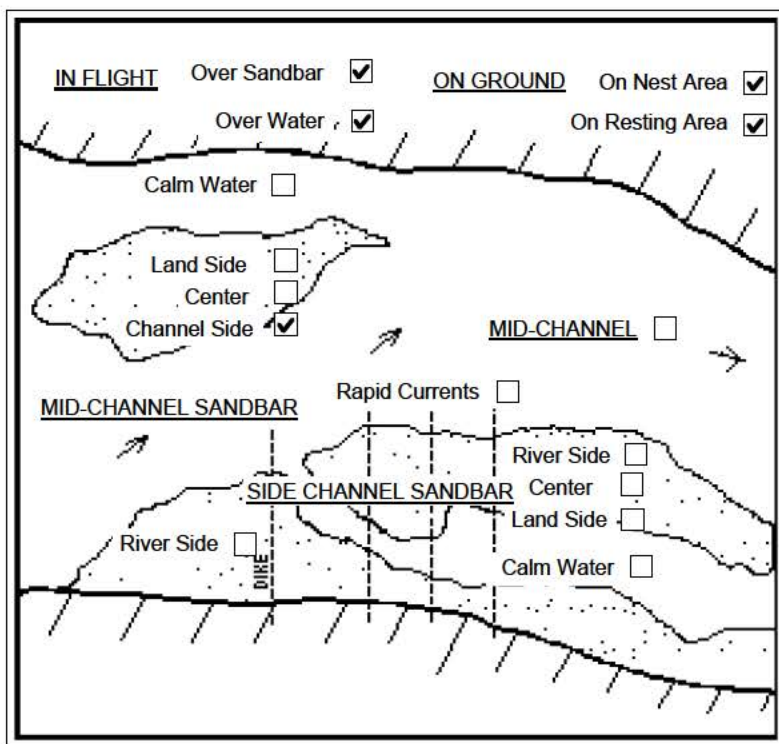 IN FLIGHT
Over Sandbar
ON GROUND
On Nest Area
Over Water
On Resting Area
Calm Water
Land Side
Center
Channel Side
MID-CHANNEL
Rapid Currents
MID-CHANNEL SANDBAR
River Side
SIDE CHANNEL SANDBAR
Center
Land Side
River Side
DIKE
Calm Water